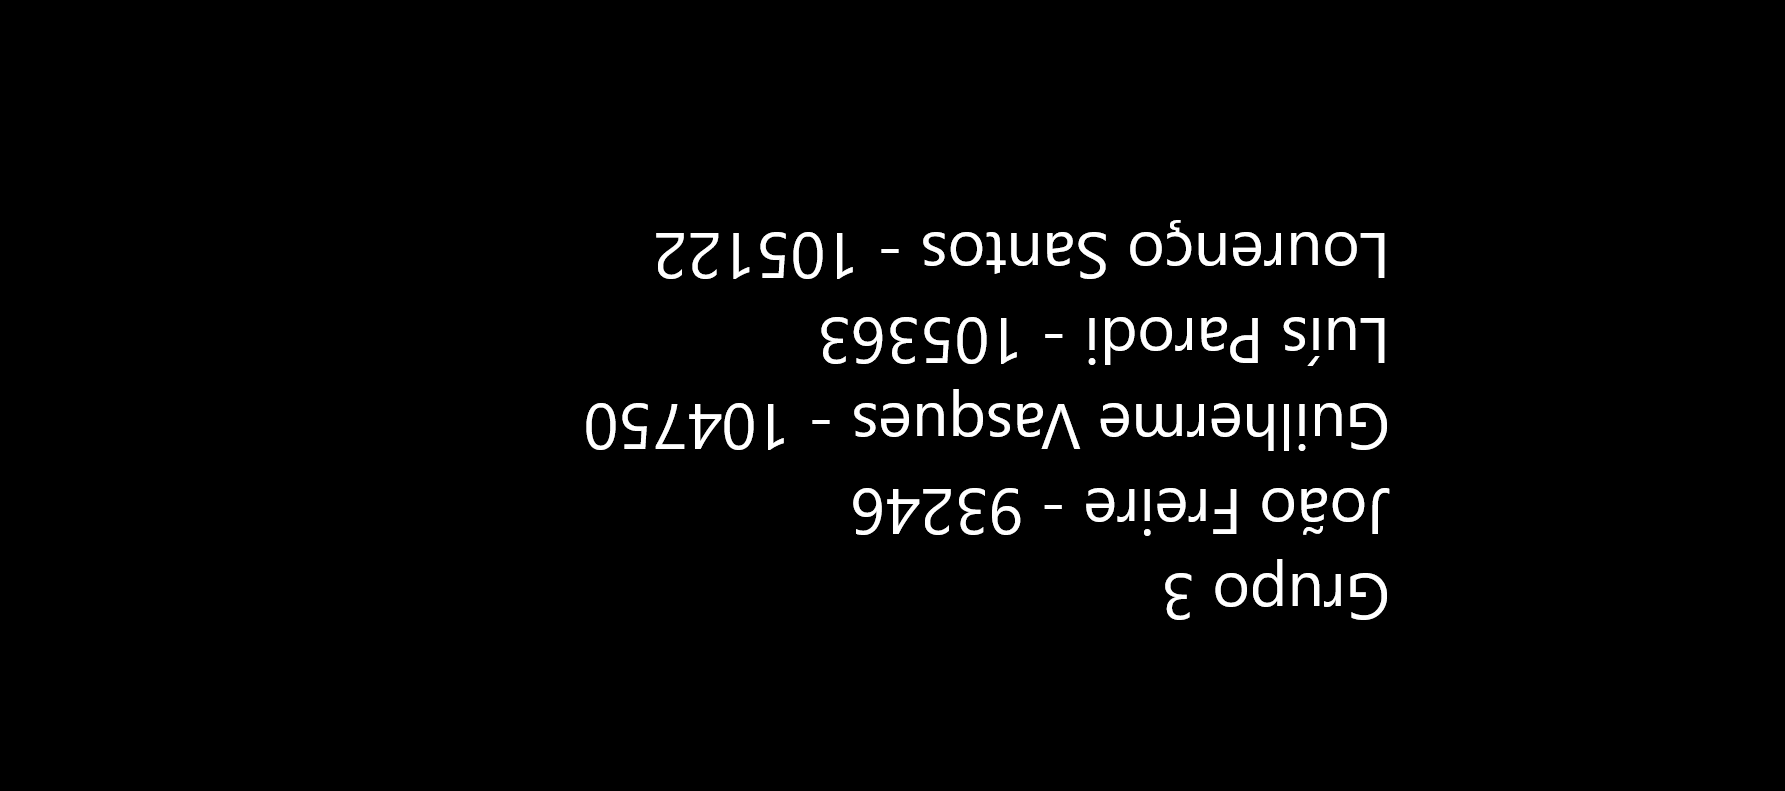 Grupo 3
João Freire - 93246
Guilherme Vasques - 104750
Luís Parodi - 105363
Lourenço Santos - 105122